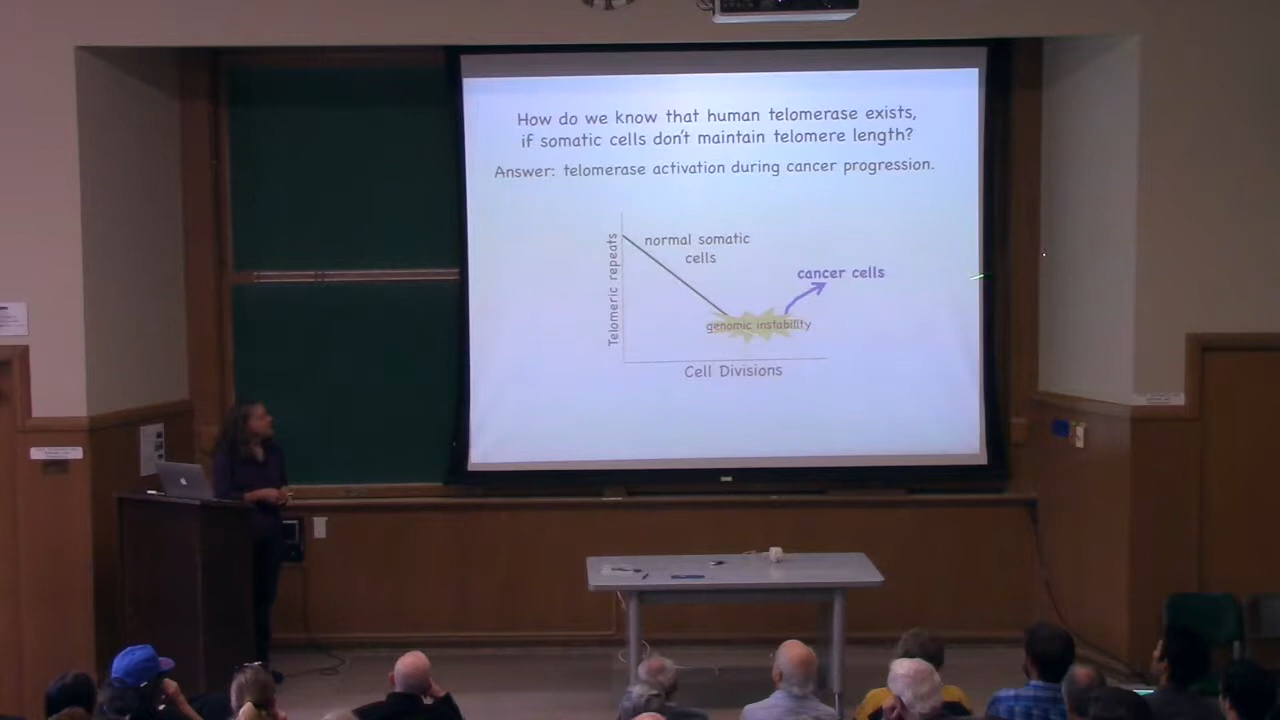 How do we know that human telomerase exists,
if somatic cells don't maintain telomere length?
Answer: telomerase activation during cancer progression.
normal somatic
cells
Telomeric repeats
cancer cells
genomic instability
Cell Divisions